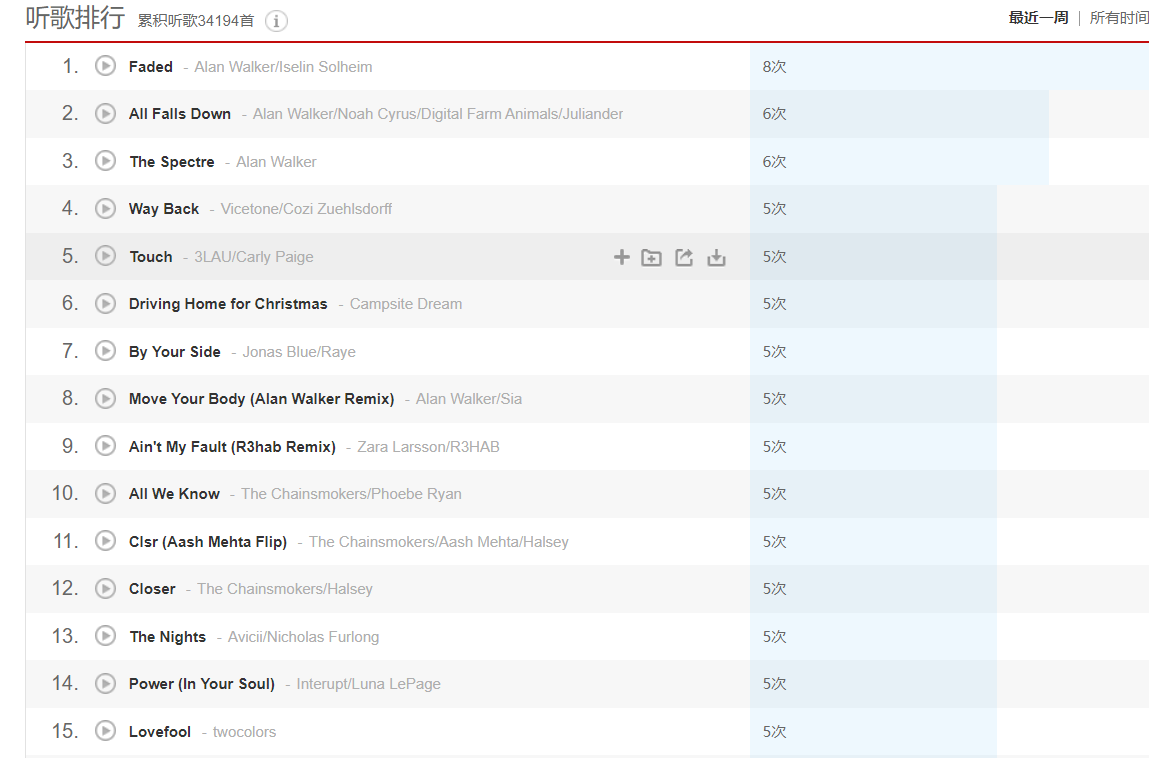 听歌排行 累积听歌34194首 最近一周 | 所有时间
1. Faded - Alan Walker/Iselin Solheim 8次
2. All Falls Down - Alan Walker/Noah Cyrus/Digital Farm Animals/Juliander 6次
3. The Spectre - Alan Walker 6次
4. Way Back - Vicetone/Cozi Zuehlsdorff 5次
5. Touch - 3LAU/Carly Paige 5次
6. Driving Home for Christmas - Campsite Dream 5次
7. By Your Side - Jonas Blue/Raye 5次
8. Move Your Body (Alan Walker Remix) - Alan Walker/Sia 5次
9. Ain't My Fault (R3hab Remix) - Zara Larsson/R3HAB 5次
10. All We Know - The Chainsmokers/Phoebe Ryan 5次
11. Clsr (Aash Mehta Flip) - The Chainsmokers/Aash Mehta/Halsey 5次
12. Closer - The Chainsmokers/Halsey 5次
13. The Nights - Avicii/Nicholas Furlong 5次
14. Power (In Your Soul) - Interupt/Luna LePage 5次
15. Lovefool - twocolors 5次